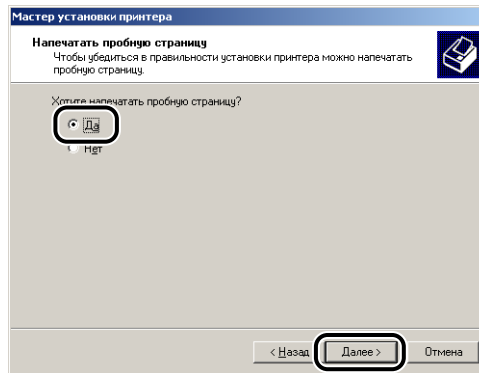 Мастер установки принтера
Напечатать пробную страницу
Чтобы убедиться в правильности установки принтера можно напечатать
пробную страницу.
Хотите напечатать пробную страницу?
Да
Нет
< Назад
Далее >
Отмена